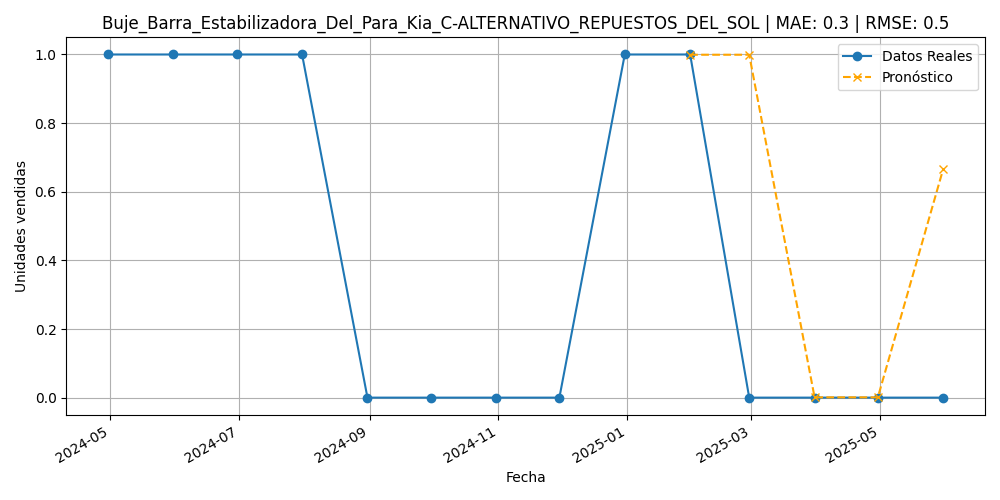 Buje_Barra_Estabilizadora_Del_Para_Kia_C-ALTERNATIVO_REPUESTOS_DEL_SOL | MAE: 0.3 | RMSE: 0.5
Datos Reales
Pronóstico
Unidades vendidas
1.0
0.8
0.6
0.4
0.2
0.0
2024-05
2024-07
2024-09
2024-11
2025-01
2025-03
2025-05
Fecha